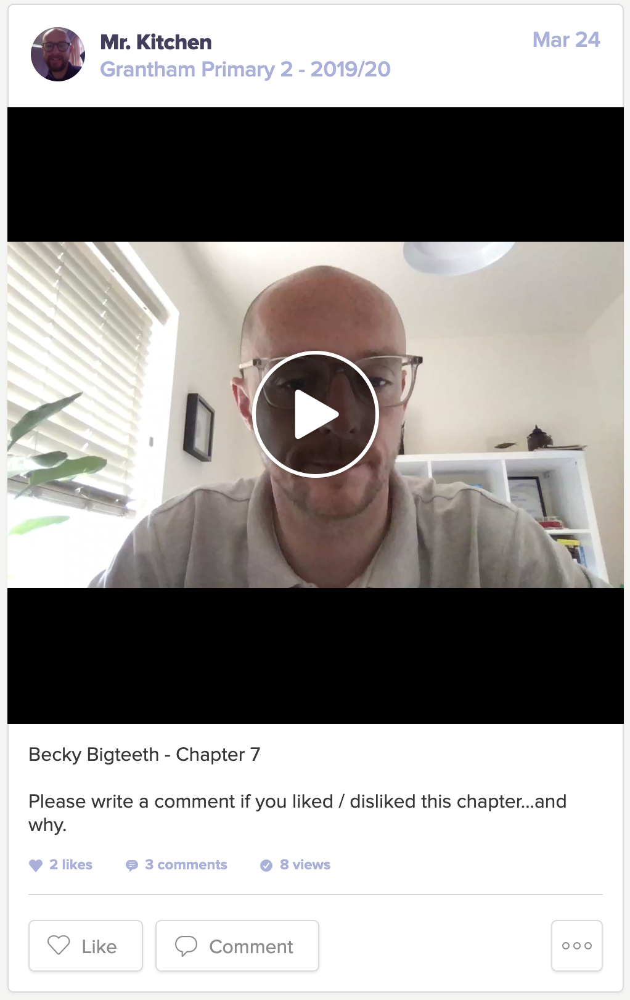 Mr. Kitchen
Mar 24
Grantham Primary 2 - 2019/20
Becky Bigteeth - Chapter 7
Please write a comment if you liked / disliked this chapter...and
why.
2 likes 3 comments 8 views
Like Comment